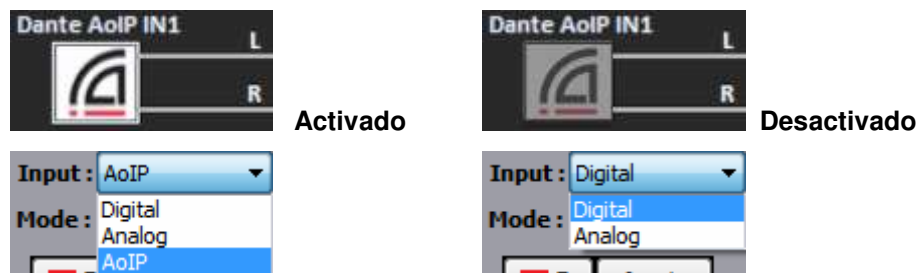 Dante AoIP IN1
L
R
Activado
Input : AoIP
Mode :
Digital
Analog
AoIP
Dante AoIP IN1
L
R
Desactivado
Input : Digital
Mode :
Digital
Analog